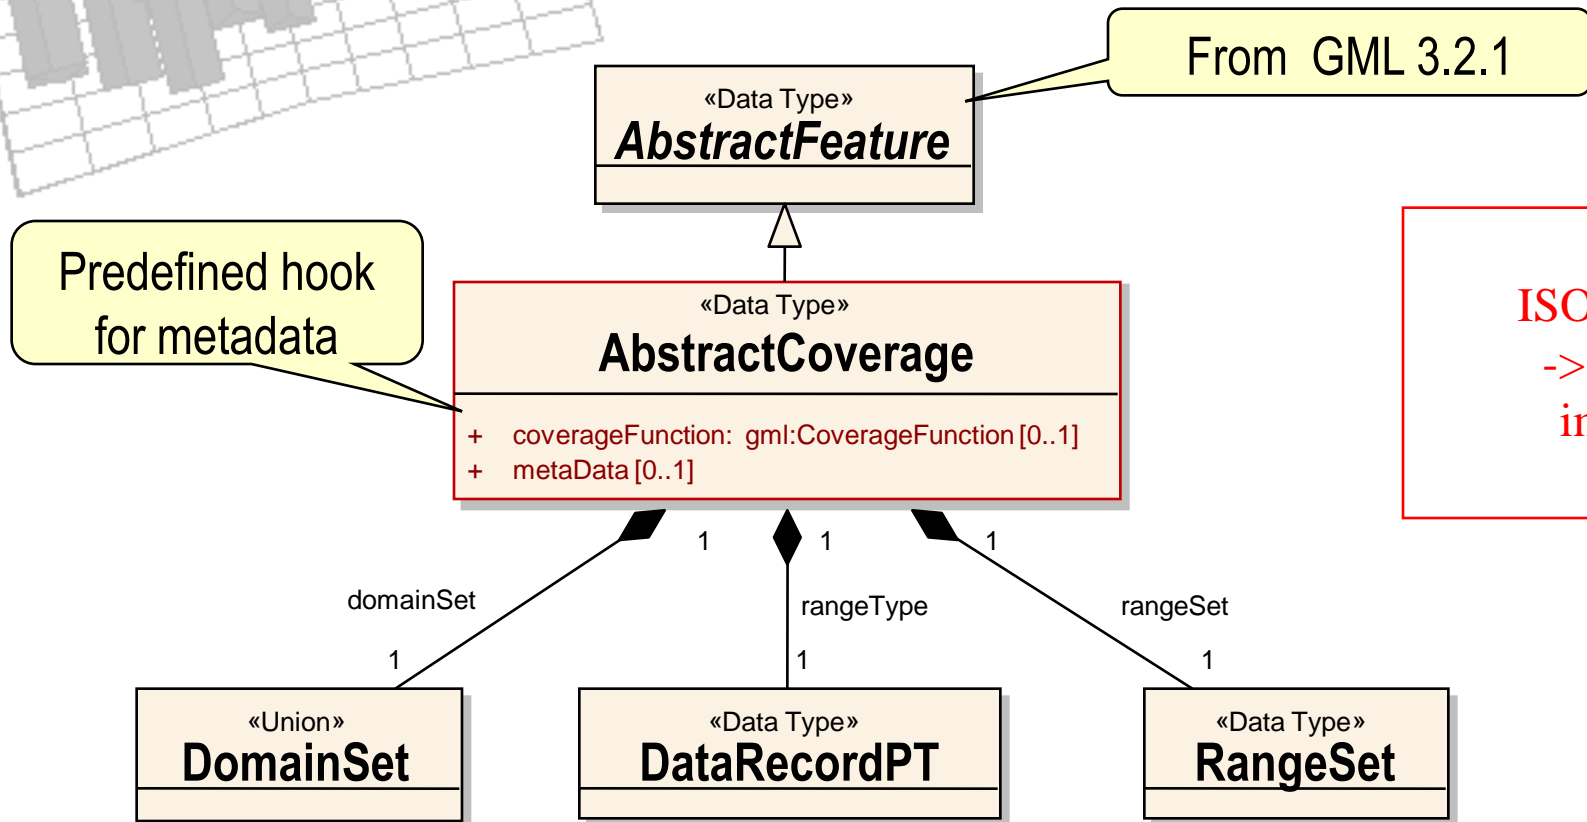 From GML 3.2.1
«Data Type»
AbstractFeature
Predefined hook
for metadata
«Data Type»
AbstractCoverage
+ coverageFunction: gml:CoverageFunction [0..1]
+ metaData [0..1]
ISO
->
in
1
1
1
domainSet
rangeType
rangeSet
1
1
1
«Union»
DomainSet
«Data Type»
DataRecordPT
«Data Type»
RangeSet